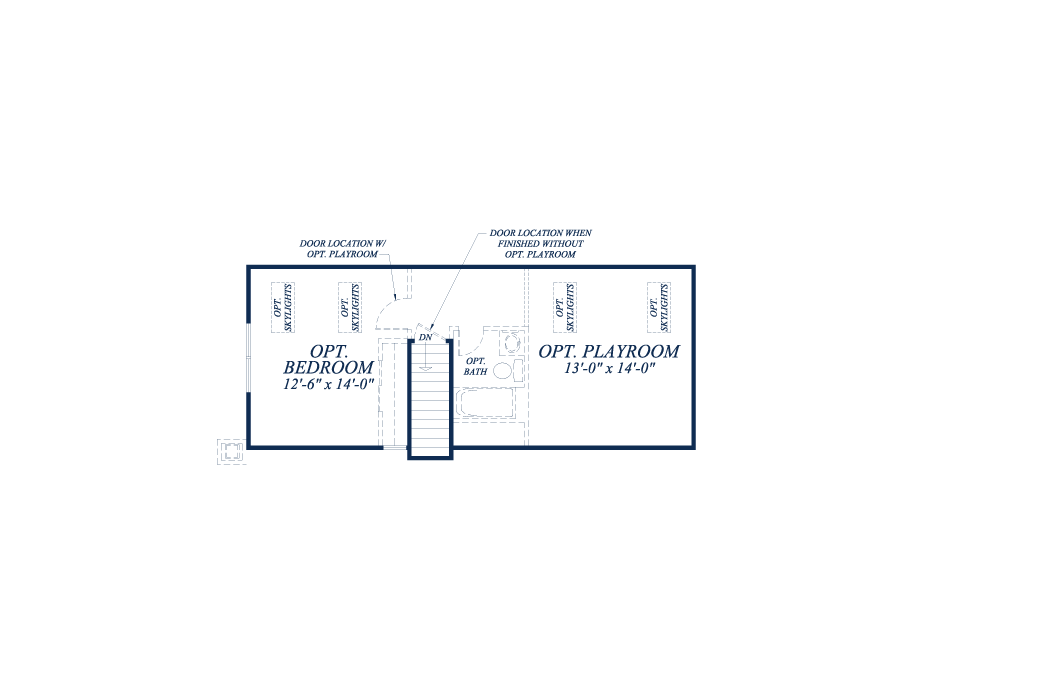 DOOR LOCATION WHEN
FINISHED WITHOUT
OPT. PLAYROOM
DOOR LOCATION W/
OPT. PLAYROOM
OPT.
SKYLIGHTS
OPT.
SKYLIGHTS
OPT.
SKYLIGHTS
OPT.
SKYLIGHTS
DN
OPT.
BEDROOM
12'-6" x 14'-0"
OPT.
BATH
OPT. PLAYROOM
13'-0" x 14'-0"